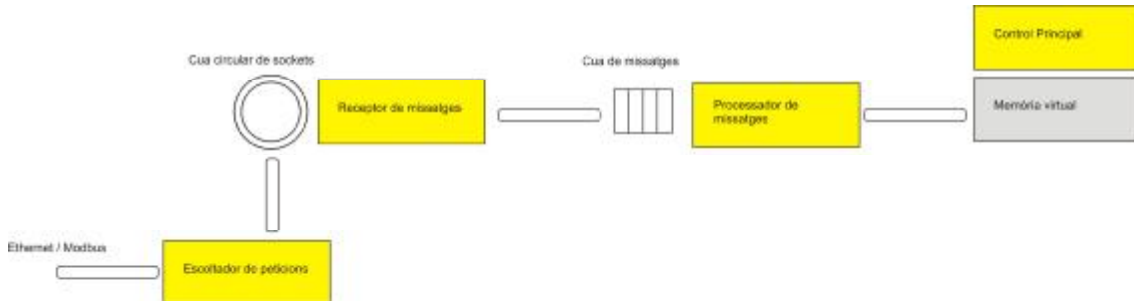 Control Principal
Cua circular de sockets
Cua de missatges
Receptor de missatges
Processador de
missatges
Memòria virtual
Ethernet / Modbus
Escoltador de peticions